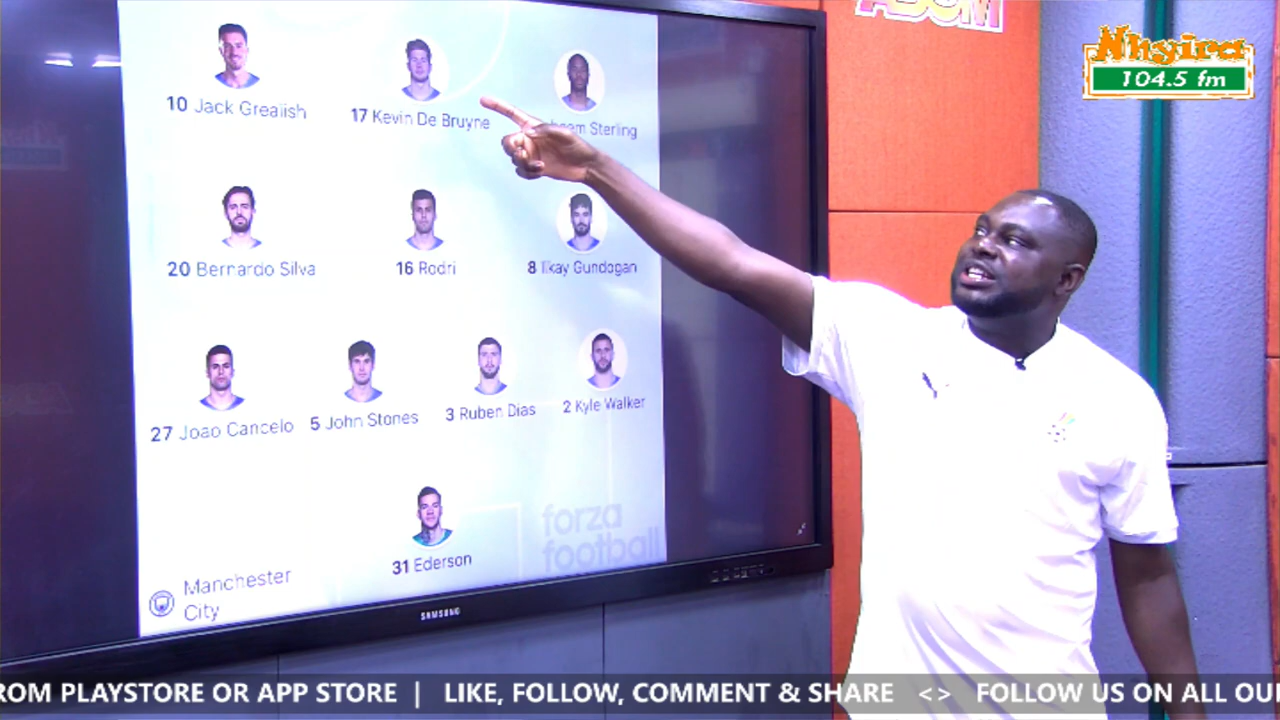 ADOM
Nhyira
104.5 fm
10 Jack Grealish
17 Kevin De Bruyne
Sterling
20 Bernardo Silva
16 Rodri
8 Ilkay Gundogan
27 Joao Cancelo
5 John Stones
3 Ruben Dias
2 Kyle Walker
31 Ederson
forza
football
Manchester
City
SAMSUNG
ROM PLAYSTORE OR APP STORE | LIKE, FOLLOW, COMMENT & SHARE <> FOLLOW US ON ALL OU